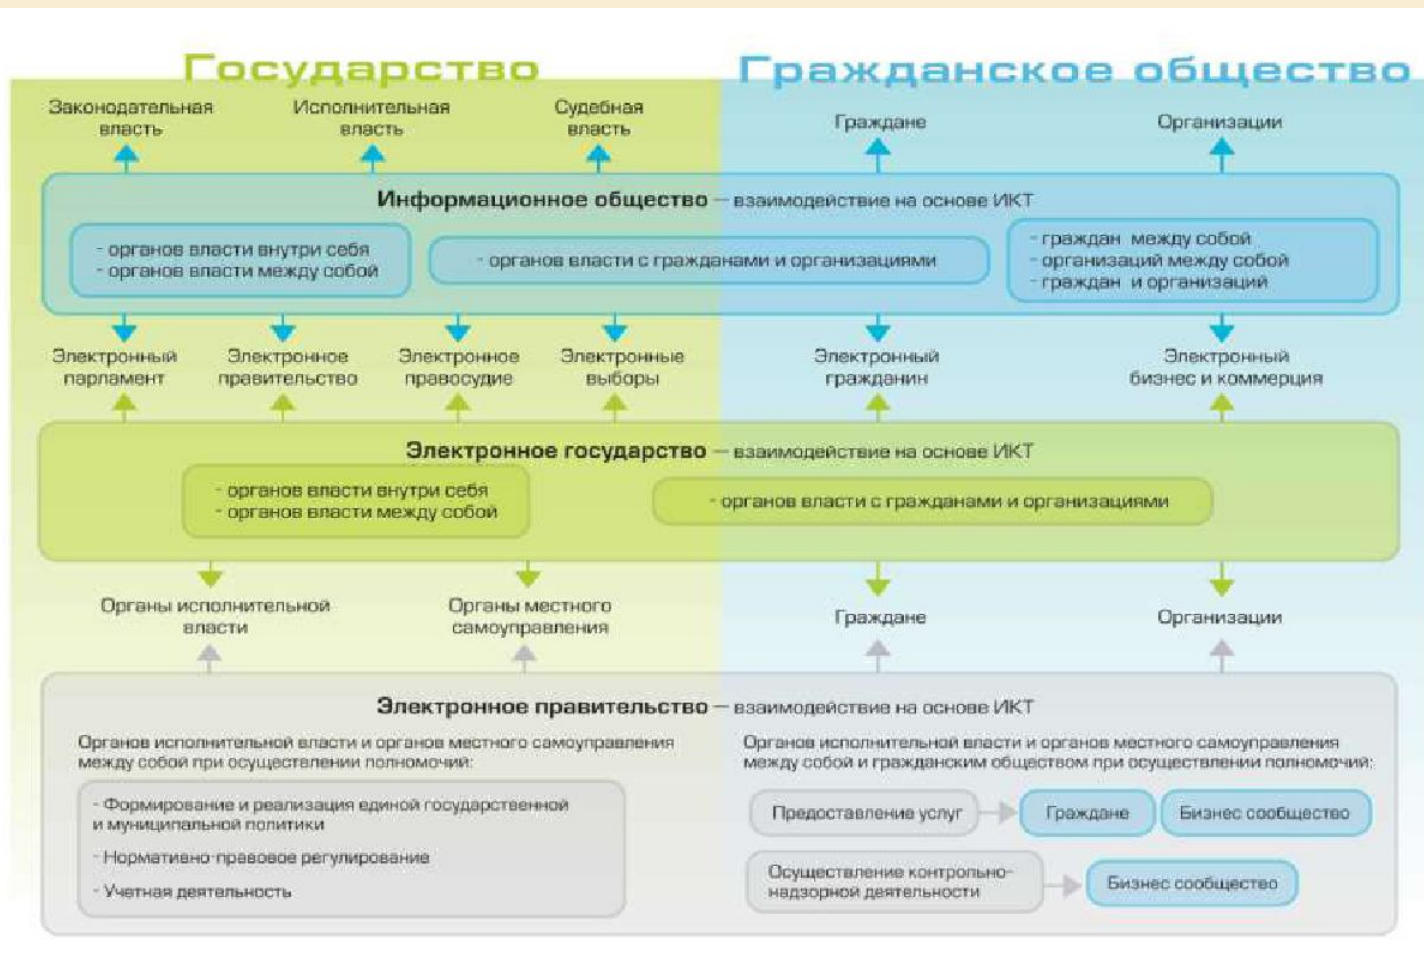 Государство
Гражданское общество
Законодательная
власть
Исполнительная
власть
Судебная
власть
Граждане
Организации
Информационное общество – взаимодействие на основе ИКТ
- органов власти внутри себя
- органов власти между собой
- органов власти с гражданами и организациями
- граждан между собой
- организаций между собой
- граждан и организаций
Электронный
парламент
Электронное
правительство
Электронное
правосудие
Электронные
выборы
Электронный
гражданин
Электронный
бизнес и коммерция
Электронное государство – взаимодействие на основе ИКТ
- органов власти внутри себя
- органов власти между собой
- органов власти с гражданами и организациями
Органы исполнительной
власти
Органы местного
самоуправления
Граждане
Организации
Электронное правительство – взаимодействие на основе ИКТ
Органов исполнительной власти и органов местного самоуправления
между собой при осуществлении полномочий:
- Формирование и реализация единой государственной
и муниципальной политики
- Нормативно-правовое регулирование
- Учетная деятельность
Органов исполнительной власти и органов местного самоуправления
между собой и гражданским обществом при осуществлении полномочий:
Предоставление услуг
Граждане
Бизнес сообщество
Осуществление контрольно-
надзорной деятельности
Бизнес сообщество